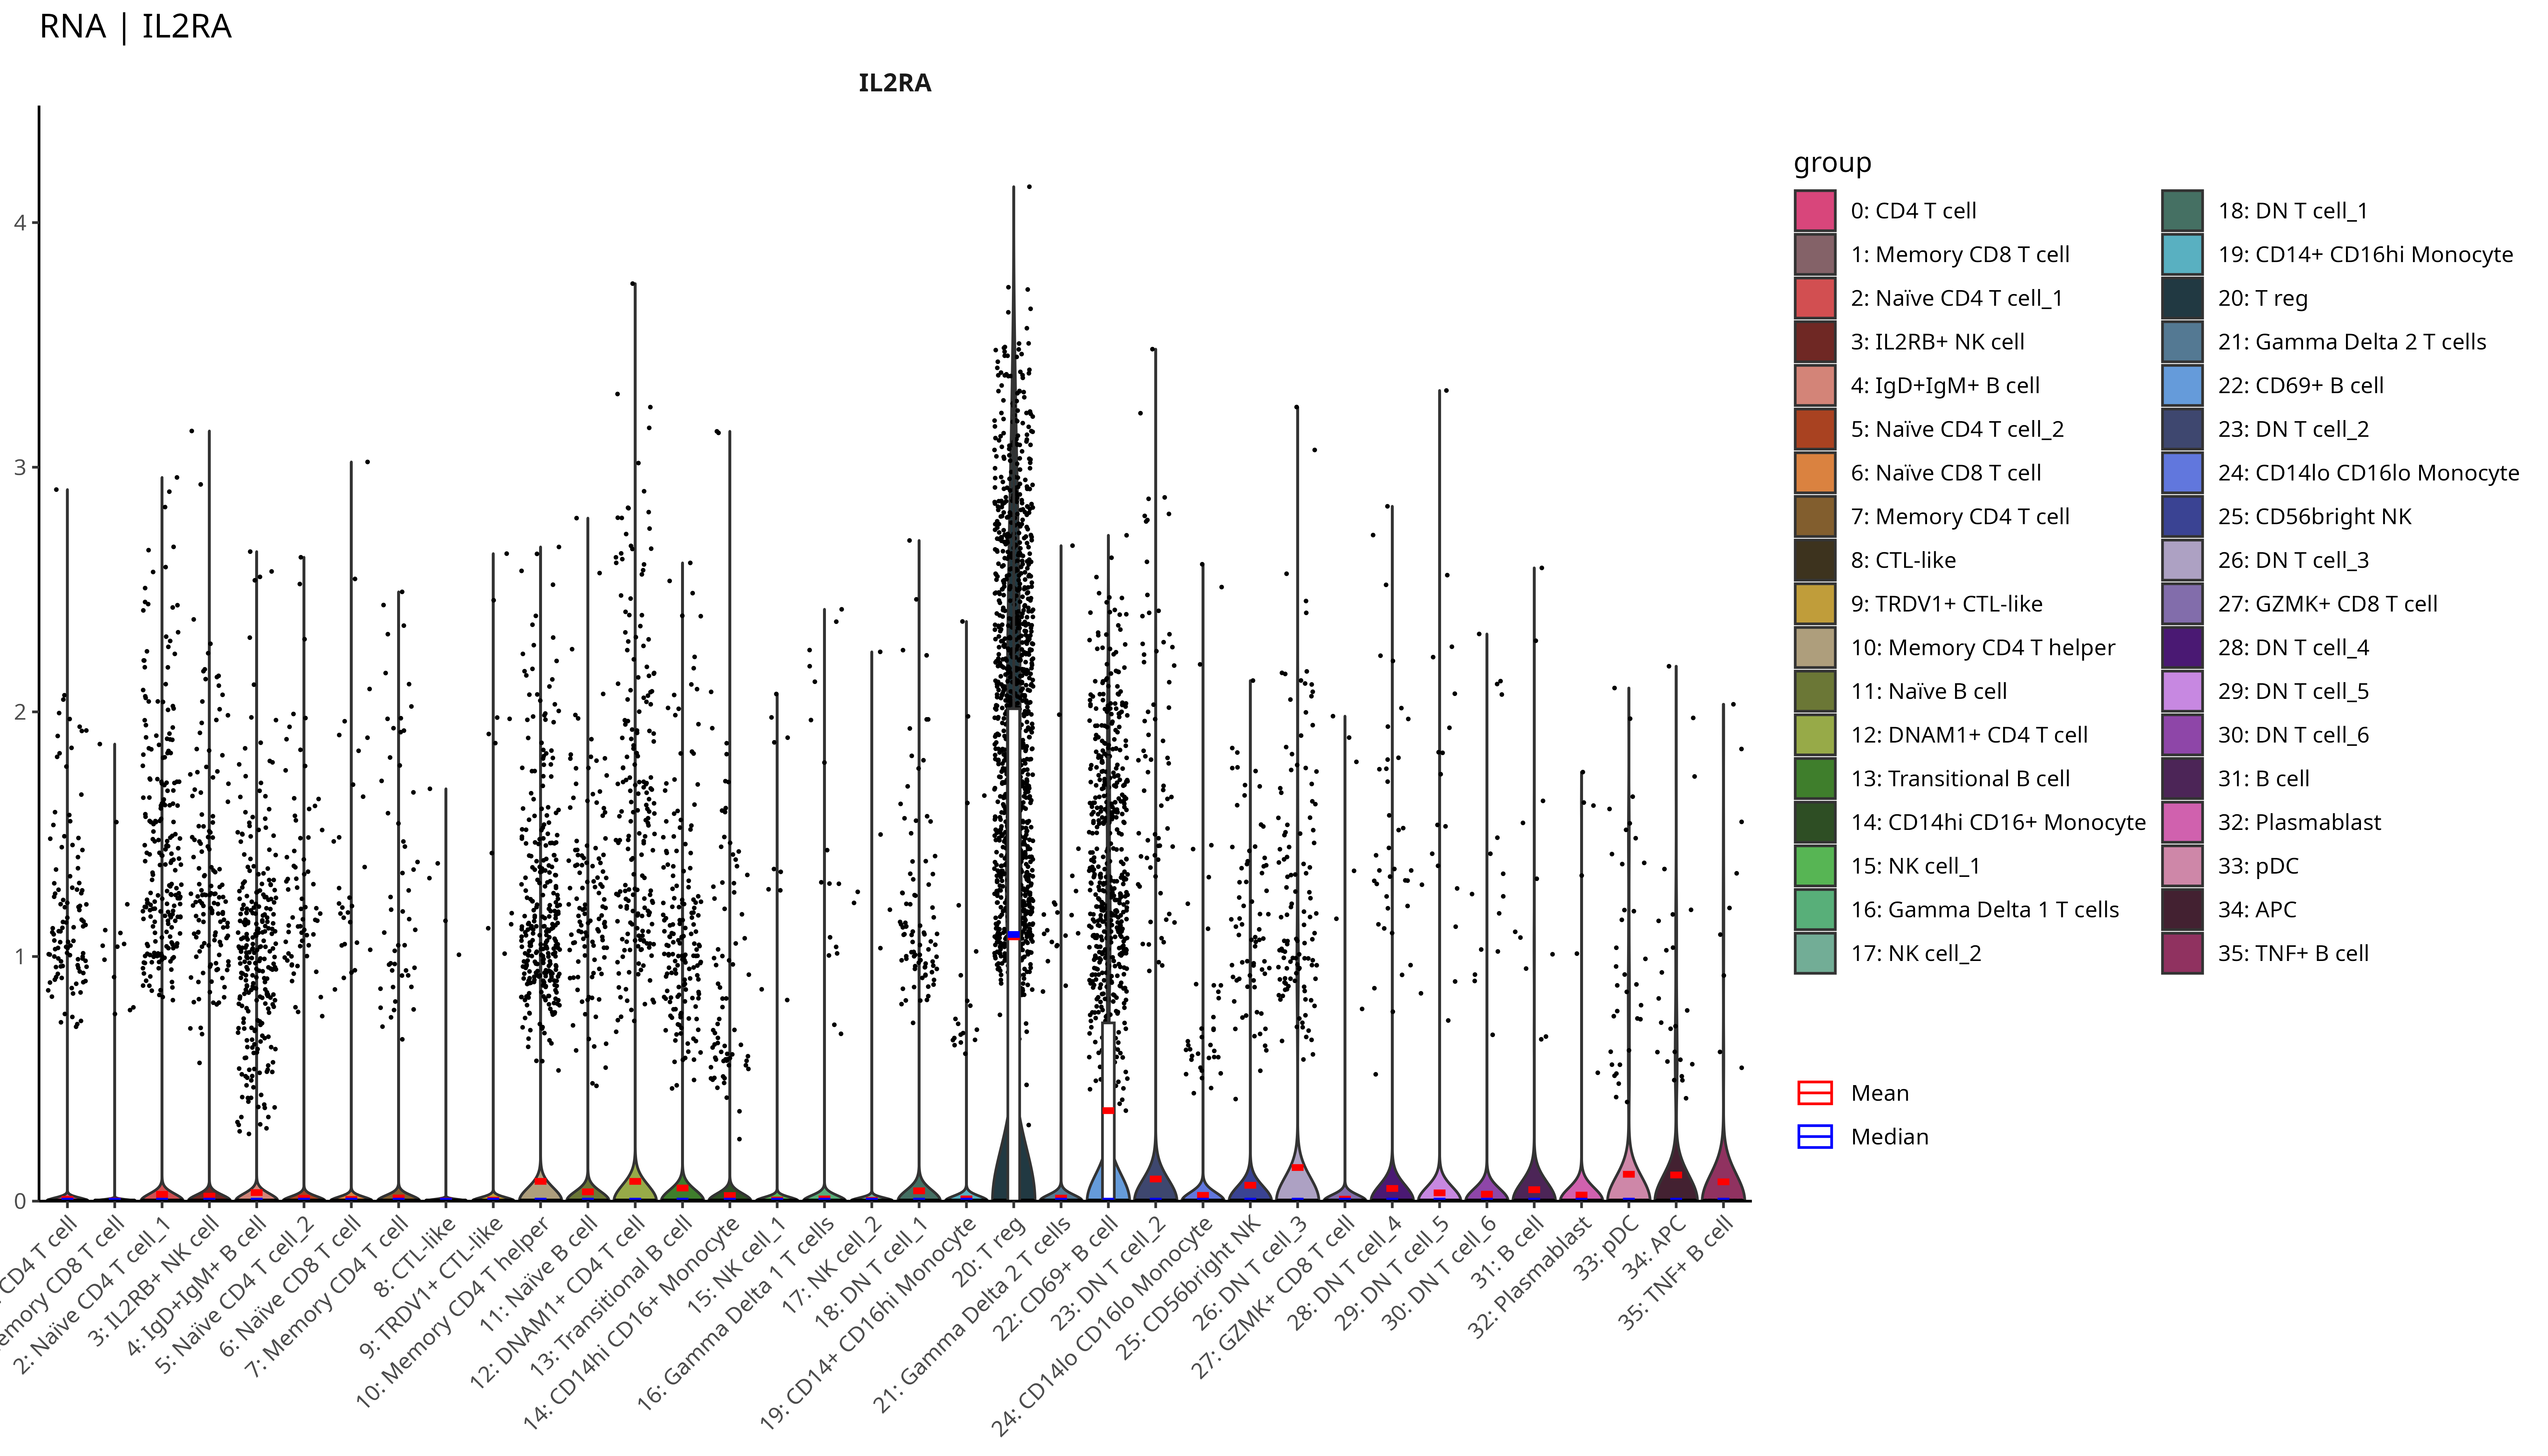 RNA | IL2RA
IL2RA
4
3
2
1
0
CD4 T cell
CD8 T cell
2: Naïve CD4 T cell_1
3: IL2RB+ NK cell
4: IgD+IgM+ B cell
5: Naïve CD4 T cell_2
6: Naïve CD8 T cell
7: Memory CD4 T cell
8: CTL-like
9: TRDV1+ CTL-like
10: Memory CD4 T helper
11: Naïve B cell
12: DNAM1+ CD4 T cell
13: Transitional B cell
14: CD14hi CD16+ Monocyte
15: NK cell_1
16: Gamma Delta 1 T cells
17: NK cell_2
18: DN T cell_1
19: CD14+ CD16hi Monocyte
20: T reg
21: Gamma Delta 2 T cells
22: CD69+ B cell
23: DN T cell_2
24: CD14lo CD16lo Monocyte
25: CD56bright NK
26: DN T cell_3
27: GZMK+ CD8 T cell
28: DN T cell_4
29: DN T cell_5
30: DN T cell_6
31: B cell
32: Plasmablast
33: pDC
34: APC
35: TNF+ B cell
group
0: CD4 T cell
1: Memory CD8 T cell
2: Naïve CD4 T cell_1
3: IL2RB+ NK cell
4: IgD+IgM+ B cell
5: Naïve CD4 T cell_2
6: Naïve CD8 T cell
7: Memory CD4 T cell
8: CTL-like
9: TRDV1+ CTL-like
10: Memory CD4 T helper
11: Naïve B cell
12: DNAM1+ CD4 T cell
13: Transitional B cell
14: CD14hi CD16+ Monocyte
15: NK cell_1
16: Gamma Delta 1 T cells
17: NK cell_2
18: DN T cell_1
19: CD14+ CD16hi Monocyte
20: T reg
21: Gamma Delta 2 T cells
22: CD69+ B cell
23: DN T cell_2
24: CD14lo CD16lo Monocyte
25: CD56bright NK
26: DN T cell_3
27: GZMK+ CD8 T cell
28: DN T cell_4
29: DN T cell_5
30: DN T cell_6
31: B cell
32: Plasmablast
33: pDC
34: APC
35: TNF+ B cell
Mean
Median